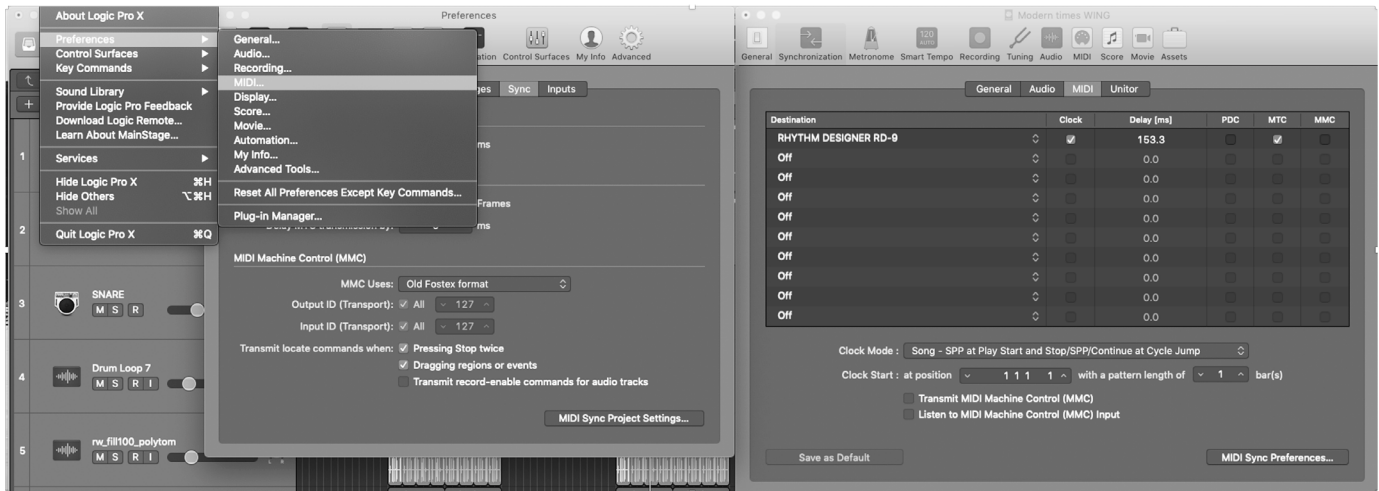 About Logic Pro X
Preferences
Control Surfaces
Key Commands
Sound Library
Provide Logic Pro Feedback
Download Logic Remote...
Learn About MainStage...
Services
Hide Logic Pro X ⌘H
Hide Others ⌥⌘H
Show All
Quit Logic Pro X ⌘Q
General...
Audio...
Recording...
MIDI...
Display...
Score...
Movie...
Automation...
My Info...
Advanced Tools...
Reset All Preferences Except Key Commands...
Plug-in Manager...
1
2
3
SNARE
M S R
4
Drum Loop 7
M S R I
5
rw_fill100_polytom
M S R I
Preferences
Control Surfaces My Info Advanced
Sync Inputs
ms
Frames
Delay MTC transmission by: ms
MIDI Machine Control (MMC)
MMC Uses: Old Fostex format
Output ID (Transport): All 127
Input ID (Transport): All 127
Transmit locate commands when: Pressing Stop twice
Dragging regions or events
Transmit record-enable commands for audio tracks
MIDI Sync Project Settings...
Modern times WING
120
AUTO
General Synchronization Metronome Smart Tempo Recording Tuning Audio MIDI Score Movie Assets
General Audio MIDI Unitor
Destination Clock Delay [ms] PDC MTC MMC
RHYTHM DESIGNER RD-9 153.3
Off 0.0
Off 0.0
Off 0.0
Off 0.0
Off 0.0
Off 0.0
Off 0.0
Off 0.0
Off 0.0
Clock Mode : Song - SPP at Play Start and Stop/SPP/Continue at Cycle Jump
Clock Start : at position 1 1 1 1 with a pattern length of 1 bar(s)
Transmit MIDI Machine Control (MMC)
Listen to MIDI Machine Control (MMC) Input
Save as Default
MIDI Sync Preferences...